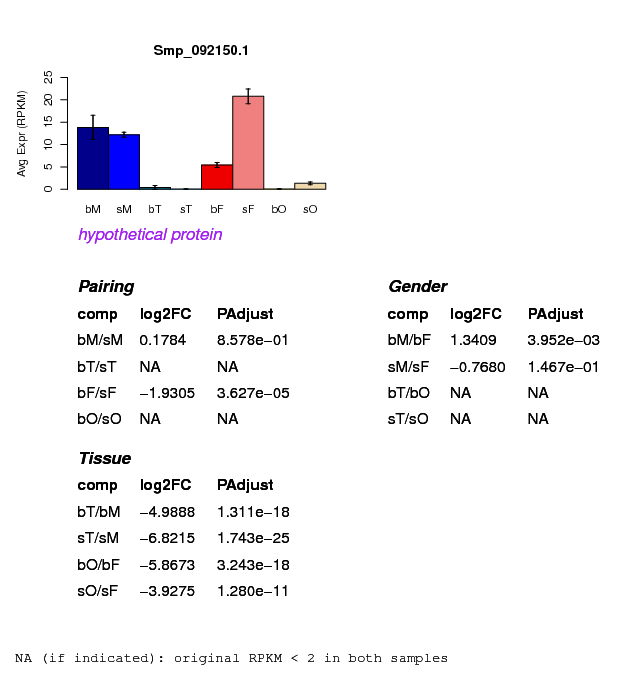 Smp_092150.1
Avg Expr (RPKM)
0 5 10 15 20 25
bM sM bT sT bF sF bO sO
hypothetical protein
Pairing
comp log2FC PAdjust
bM/sM 0.1784 8.578e−01
bT/sT NA NA
bF/sF −1.9305 3.627e−05
bO/sO NA NA
Gender
comp log2FC PAdjust
bM/bF 1.3409 3.952e−03
sM/sF −0.7680 1.467e−01
bT/bO NA NA
sT/sO NA NA
Tissue
comp log2FC PAdjust
bT/bM −4.9888 1.311e−18
sT/sM −6.8215 1.743e−25
bO/bF −5.8673 3.243e−18
sO/sF −3.9275 1.280e−11
NA (if indicated): original RPKM < 2 in both samples